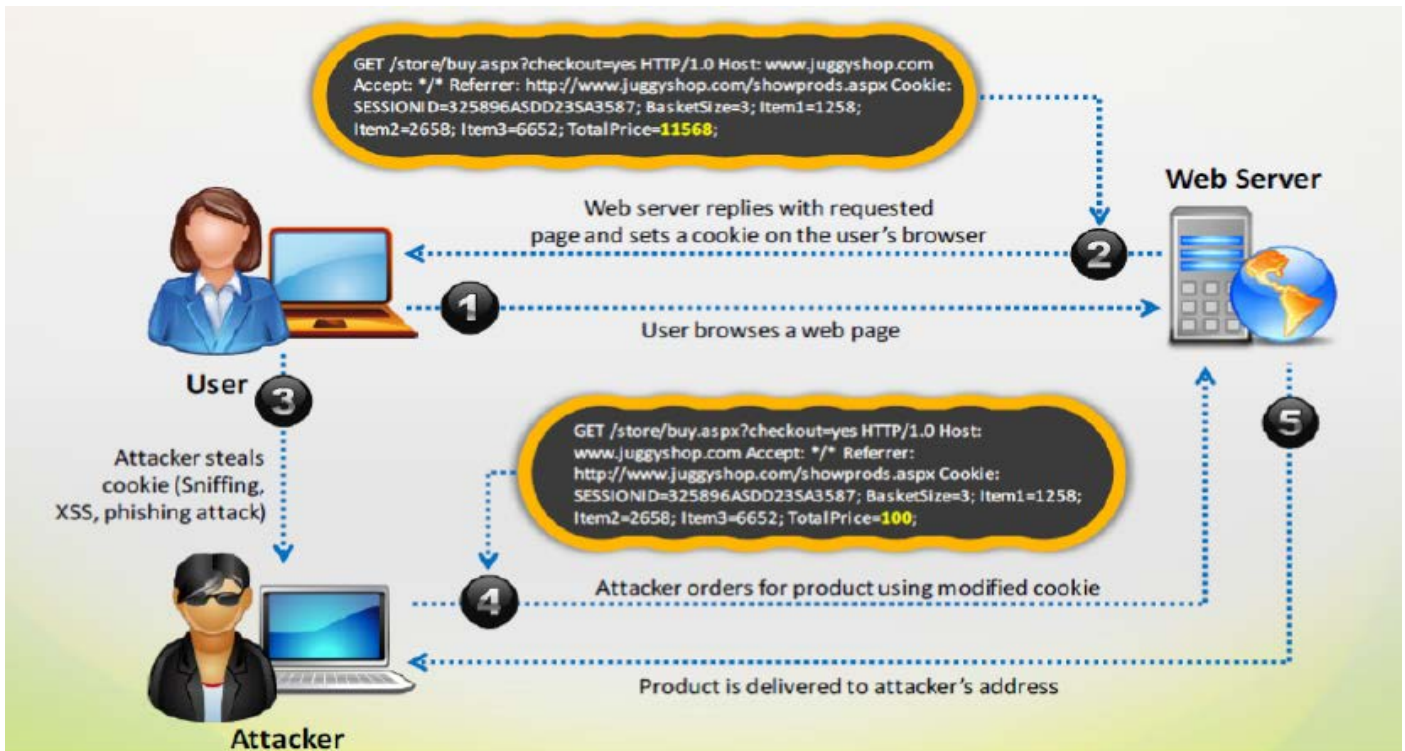 GET /store/buy.aspx?checkout=yes HTTP/1.0 Host: www.juggyshop.com
Accept: */* Referrer: http://www.juggyshop.com/showprods.aspx Cookie:
SESSIONID=325896ASDD23SA3587; BasketSize=3; Item1=1258;
Item2=2658; Item3=6652; TotalPrice=11568;
Web Server
Web server replies with requested
page and sets a cookie on the user's browser
2
1
User browses a web page
User
3
5
GET /store/buy.aspx?checkout=yes HTTP/1.0 Host:
www.juggyshop.com Accept: */* Referrer:
http://www.juggyshop.com/showprods.aspx Cookie:
SESSIONID=325896ASDD23SA3587; BasketSize=3; Item1=1258;
Item2=2658; Item3=6652; TotalPrice=100;
Attacker steals
cookie (Sniffing,
XSS, phishing attack)
4
Attacker orders for product using modified cookie
Product is delivered to attacker's address
Attacker